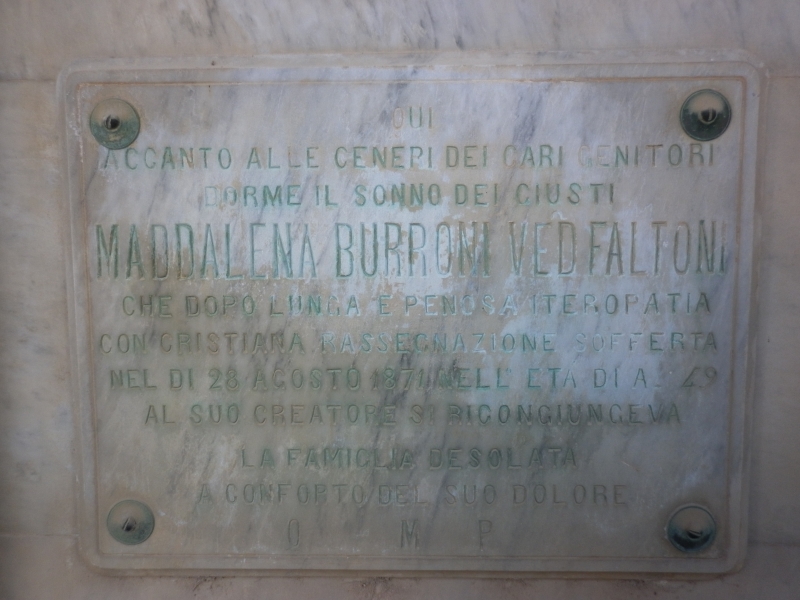 QUI
ACCANTO ALLE CENERI DEI CARI GENITORI
DORME IL SONNO DEI GIUSTI
MADDALENA BURRONI VED FALTONI
CHE DOPO LUNGA E PENOSA ITEROPATIA
CON CRISTIANA RASSEGNAZIONE SOFFERTA
NEL DI 28 AGOSTO 1871 NELL'ETA DI A. 49
AL SUO CREATORE SI RICONGIUNGEVA
LA FAMIGLIA DESOLATA
A CONFORTO DEL SUO DOLORE
Q M P